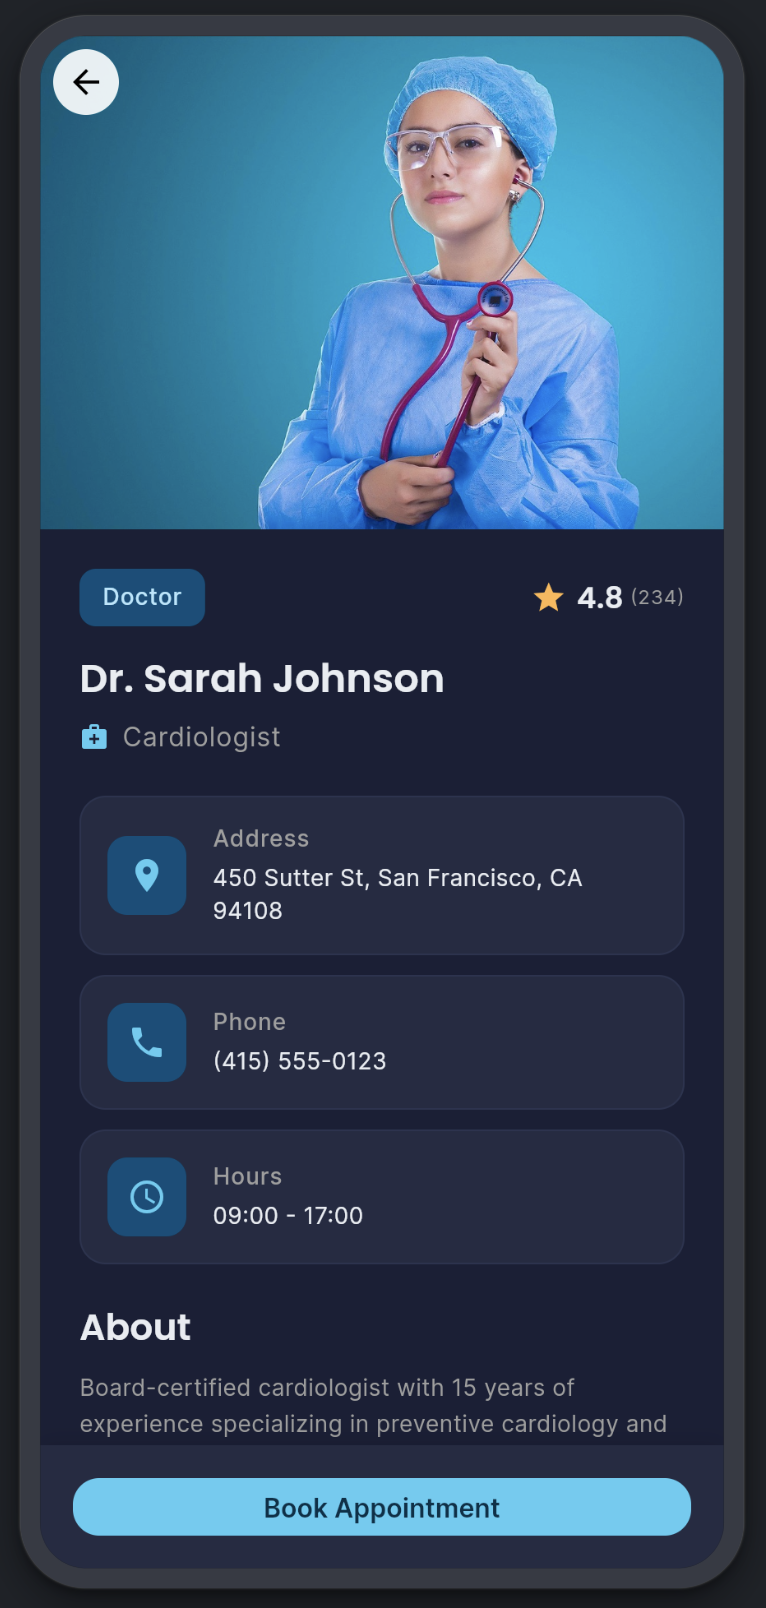 Doctor
4.8 (234)
Dr. Sarah Johnson
Cardiologist
Address
450 Sutter St, San Francisco, CA
94108
Phone
(415) 555-0123
Hours
09:00 - 17:00
About
Board-certified cardiologist with 15 years of
experience specializing in preventive cardiology and
Book Appointment